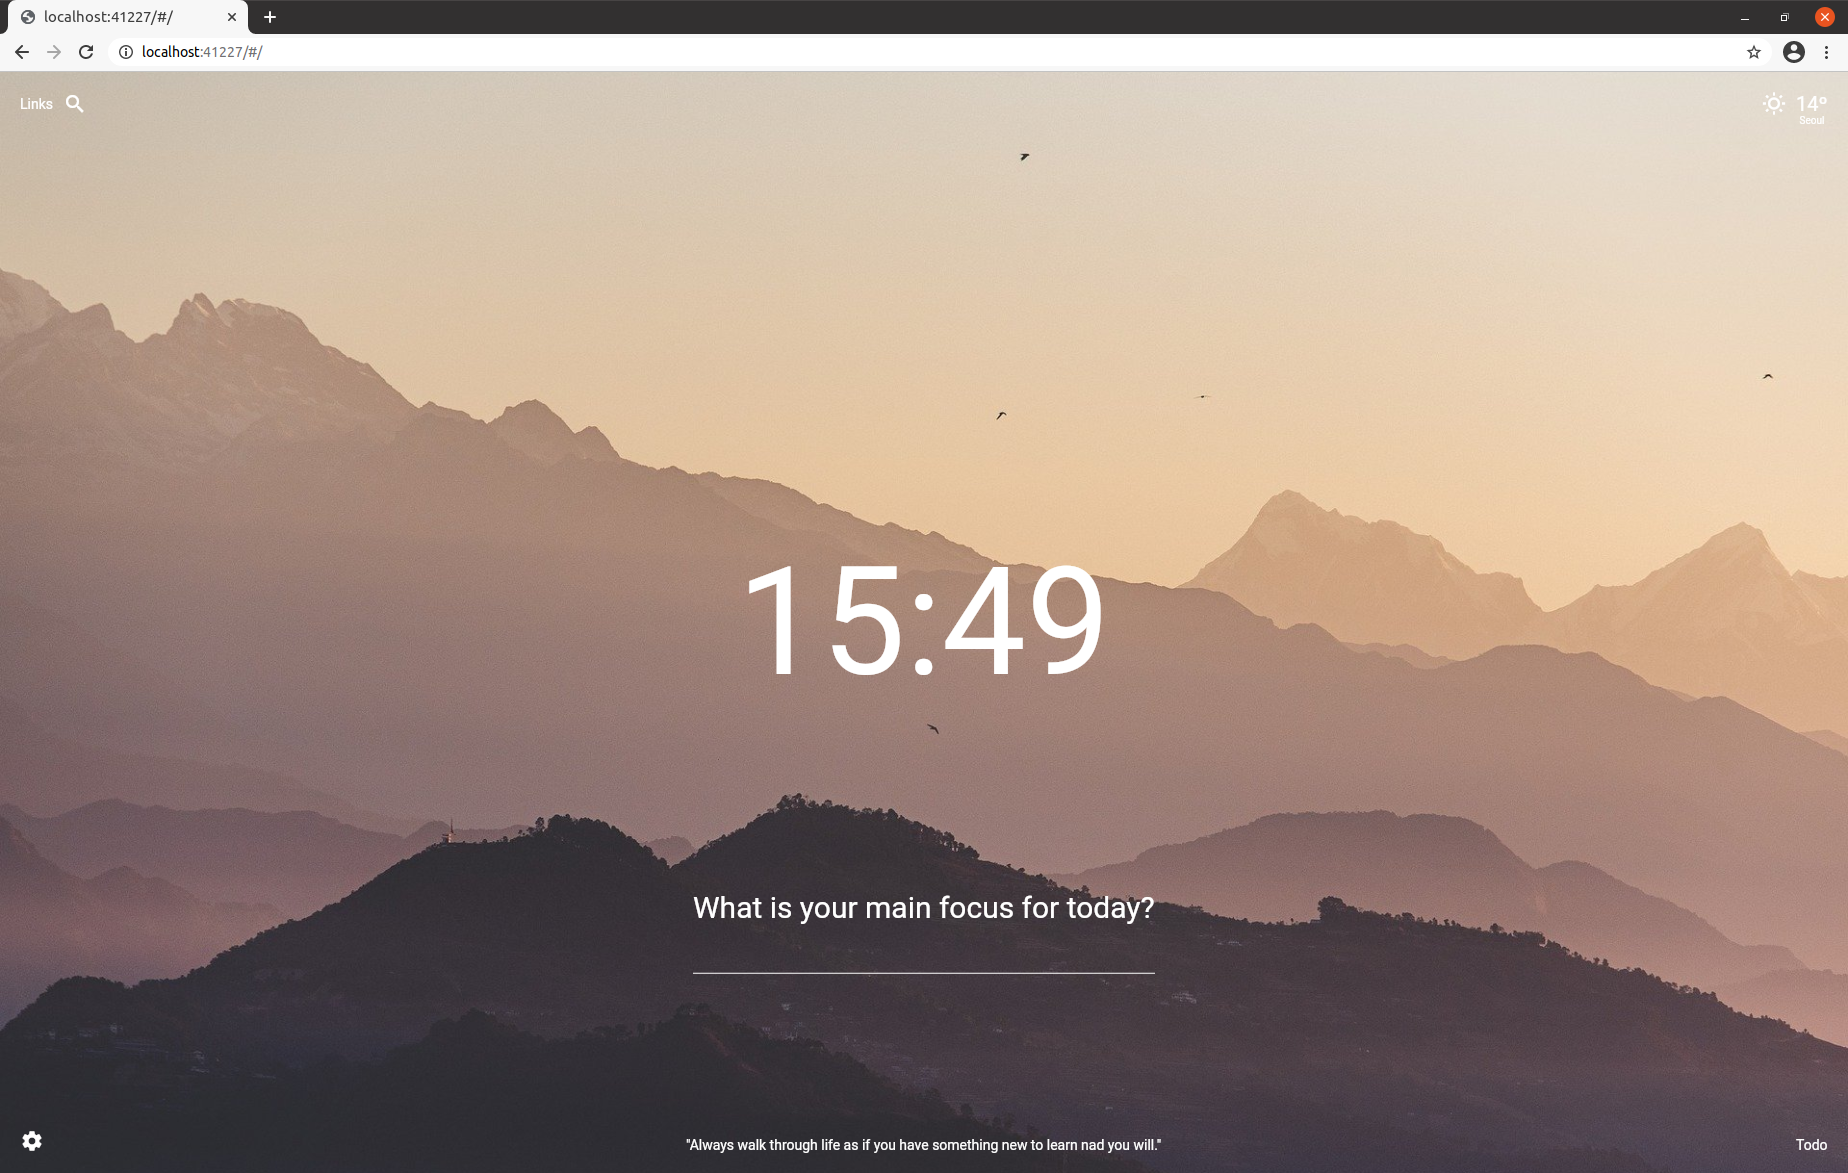 localhost:41227/#/
localhost:41227/#/
Links
14°
Seoul
15:49
What is your main focus for today?
"Always walk through life as if you have something new to learn nad you will."
Todo